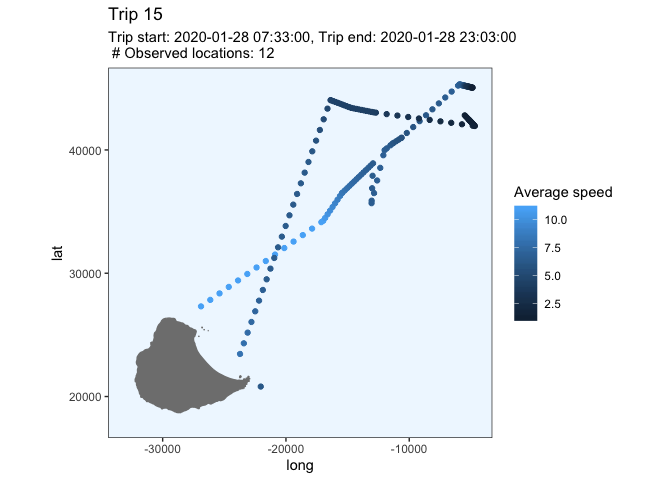 Trip 15
Trip start: 2020-01-28 07:33:00, Trip end: 2020-01-28 23:03:00
# Observed locations: 12
40000
30000
20000
lat
-30000
-20000
-10000
long
Average speed
10.0
7.5
5.0
2.5